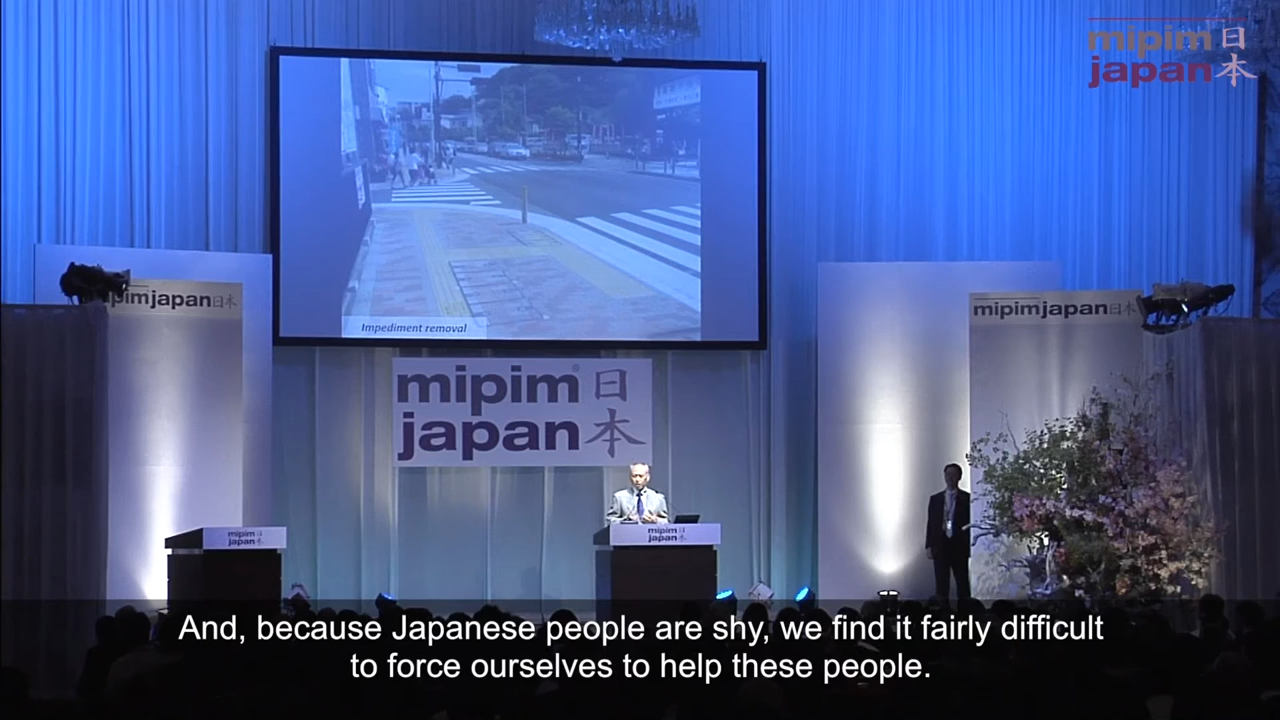 mipim 日
japan 本
Impediment removal
pimjapan日本
mipimjapan日本
mipim® 日
japan 本
mipim 日
japan 本
mipim 日
japan 本
And, because Japanese people are shy, we find it fairly difficult
to force ourselves to help these people.